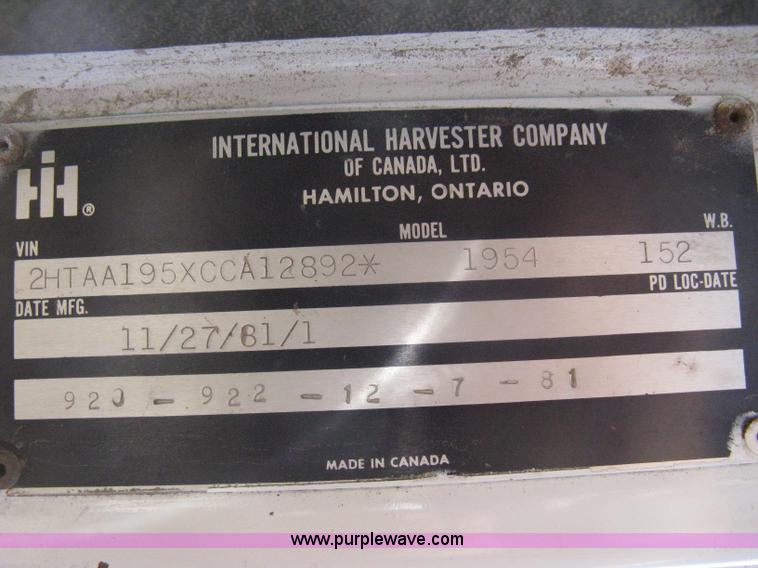 INTERNATIONAL HARVESTER COMPANY
OF CANADA, LTD.
HAMILTON, ONTARIO
IH®
VIN MODEL W.B.
2HTAA195XCCA12892* 1954 152
DATE MFG. PD LOC-DATE
11/27/81/1
920 - 922 - 12 - 7 - 81
MADE IN CANADA
www.purplewave.com